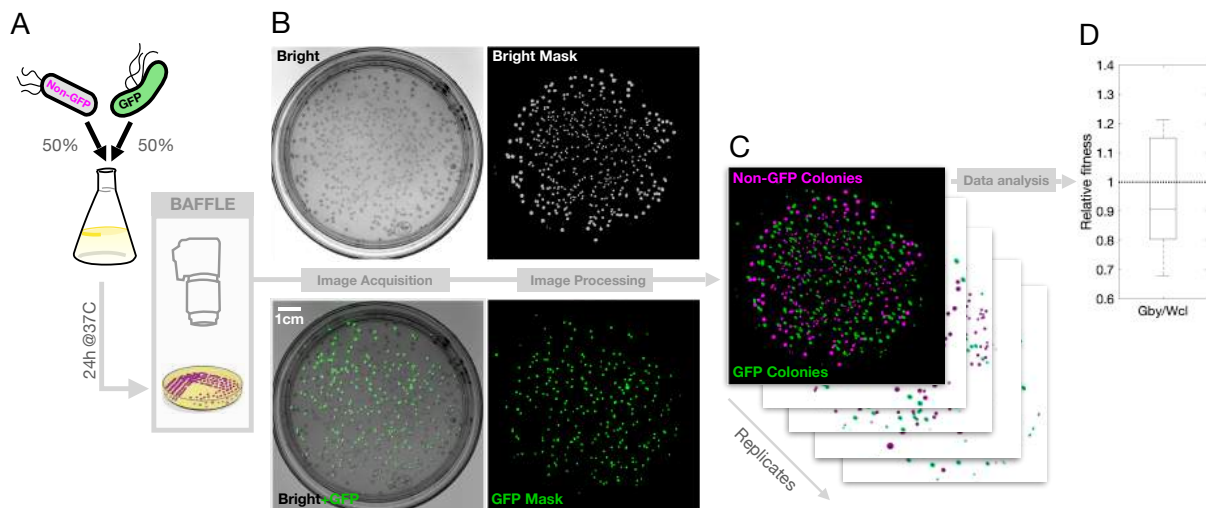 A
Non-GFP
GFP
50%
50%
BAFFLE
24h @37C
B
Bright
Bright Mask
Image Acquisition
Image Processing
1cm
Bright+GFP
GFP Mask
C
Non-GFP Colonies
GFP Colonies
Replicates
Data analysis
D
Relative fitness
1.4
1.3
1.2
1.1
1
0.9
0.8
0.7
0.6
Gby/Wcl